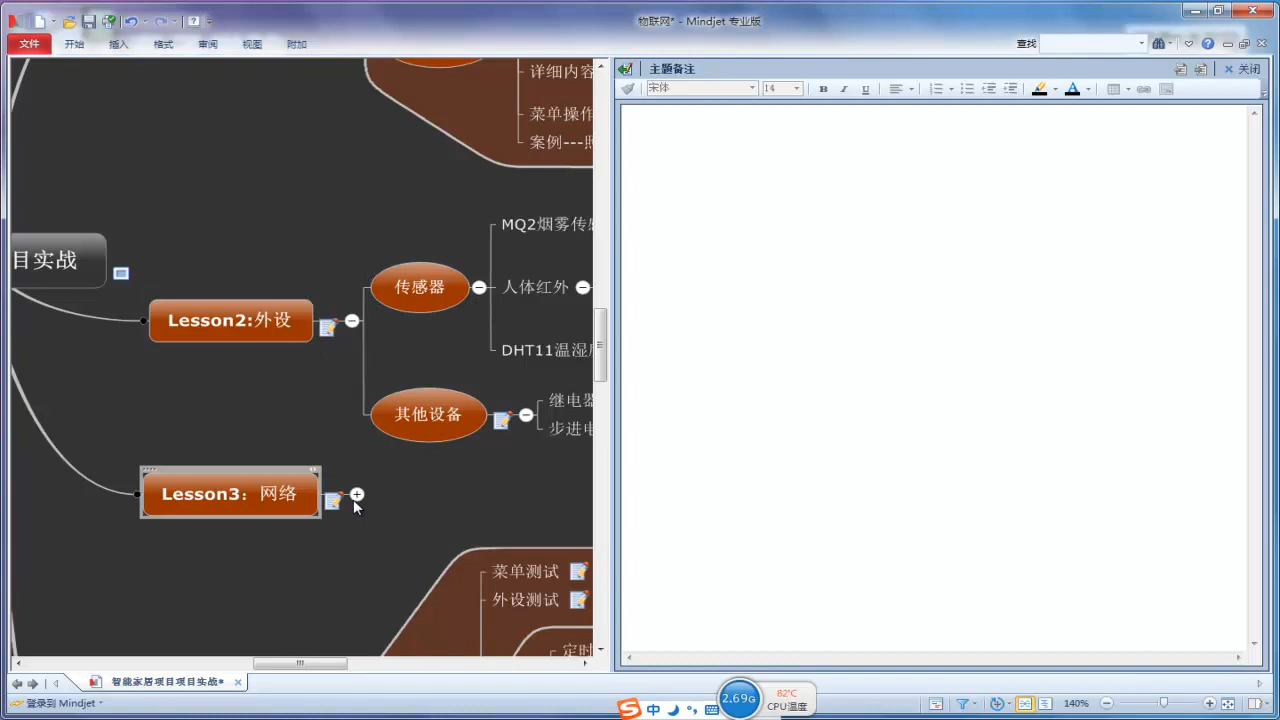 物联网* - Mindjet 专业版
文件 开始 插入 格式 审阅 视图 附加
查找
主题备注
关闭
宋体 14
B I U A
详细内容
菜单操作
案例---照
目实战
Lesson2:外设
传感器
MQ2烟雾传感
人体红外
DHT11温湿度
其他设备
继电器
步进电
Lesson3：网络
菜单测试
外设测试
定时
智能家居项目项目实战*
登录到 Mindjet
中
2.69G
82℃
CPU温度
140%